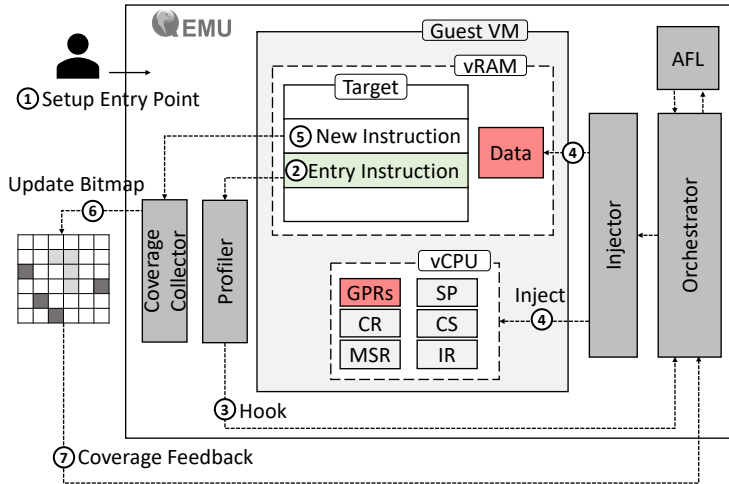 QEMU
Guest VM
AFL
vRAM
Target
① Setup Entry Point
⑤ New Instruction
Data
④
② Entry Instruction
Update Bitmap
⑥
Coverage Collector
Profiler
Injector
Orchestrator
vCPU
GPRs
SP
Inject
④
CR
CS
MSR
IR
③ Hook
⑦ Coverage Feedback